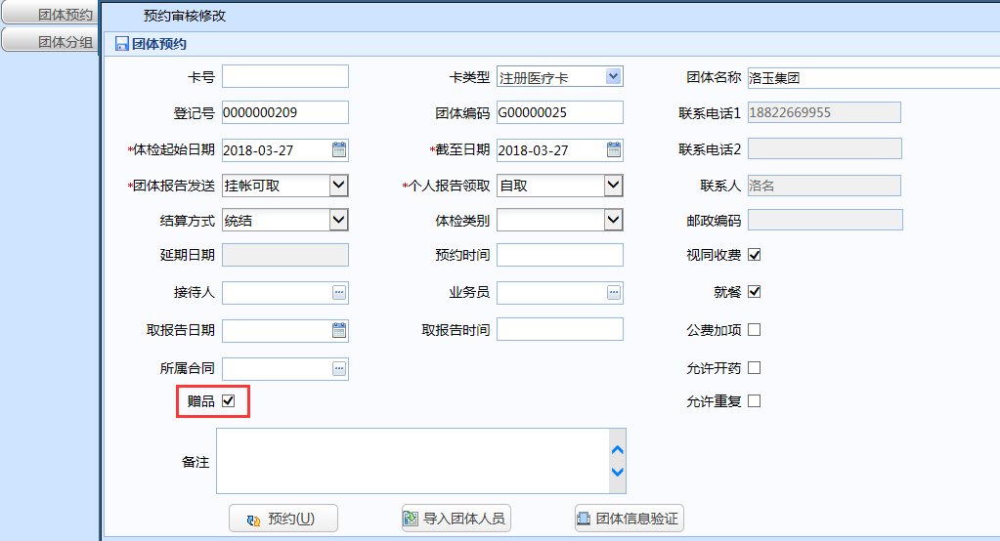 团体预约
团体分组
预约审核修改
团体预约
卡号
卡类型 注册医疗卡
团体名称 洛玉集团
登记号 0000000209
团体编码 G00000025
联系电话1 18822669955
*体检起始日期 2018-03-27
*截至日期 2018-03-27
联系电话2
*团体报告发送 挂帐可取
*个人报告领取 自取
联系人 洛名
结算方式 统结
体检类别
邮政编码
延期日期
预约时间
视同收费
接待人
业务员
就餐
取报告日期
取报告时间
公费加项
所属合同
允许开药
赠品
允许重复
备注
预约(U)
导入团体人员
团体信息验证